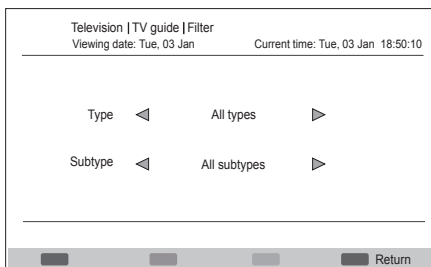 Television | TV guide | Filter
Viewing date: Tue, 03 Jan Current time: Tue, 03 Jan 18:50:10
Type All types
Subtype All subtypes
Return